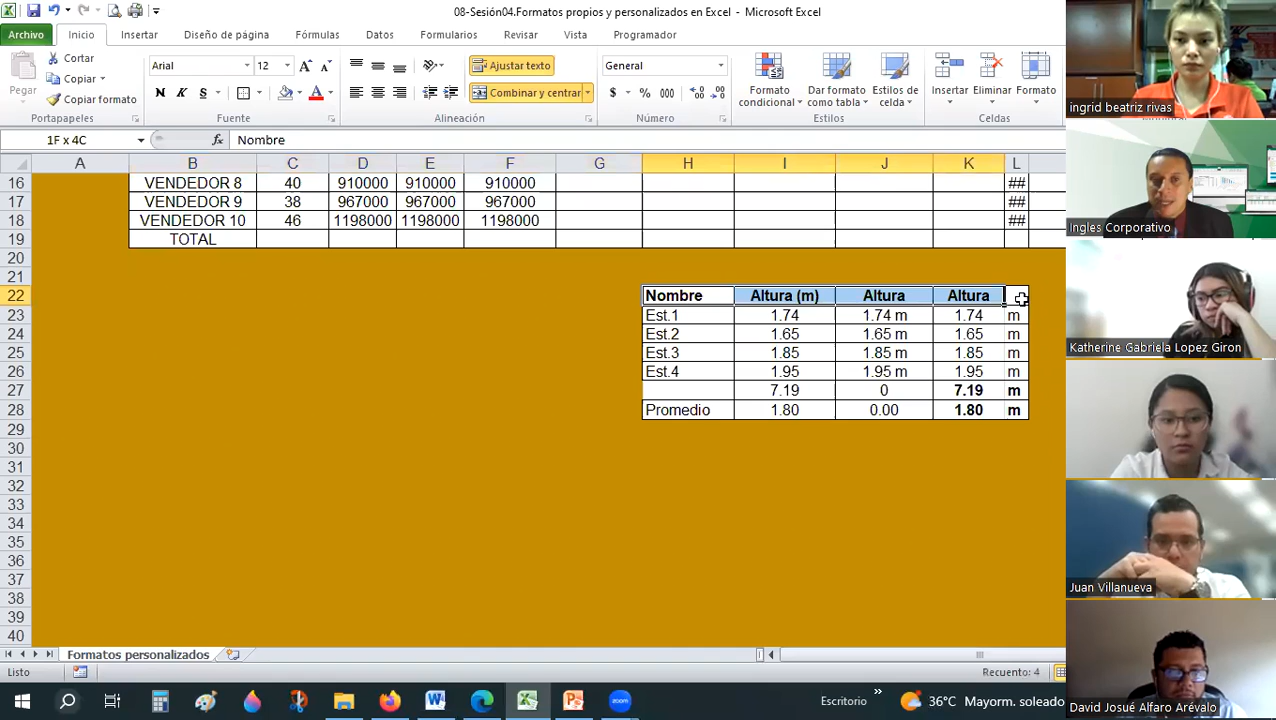 08-Sesión04.Formatos propios y personalizados en Excel - Microsoft Excel
Archivo Inicio Insertar Diseño de página Fórmulas Datos Formularios Revisar Vista Programador
Pegar
Cortar
Copiar
Copiar formato
Portapapeles
Arial 12
N K S
Fuente
Ajustar texto
Combinar y centrar
Alineación
General
$ % 000
Número
Formato condicional
Dar formato como tabla
Estilos de celda
Estilos
Insertar Eliminar Formato
Celdas
1F x 4C fx Nombre
A B C D E F G H I J K L
16 VENDEDOR 8 40 910000 910000 910000 ##
17 VENDEDOR 9 38 967000 967000 967000 ##
18 VENDEDOR 10 46 1198000 1198000 1198000 ##
19 TOTAL
20
21
22 Nombre Altura (m) Altura Altura
23 Est.1 1.74 1.74 m 1.74 m
24 Est.2 1.65 1.65 m 1.65 m
25 Est.3 1.85 1.85 m 1.85 m
26 Est.4 1.95 1.95 m 1.95 m
27 7.19 0 7.19 m
28 Promedio 1.80 0.00 1.80 m
29
30
31
32
33
34
35
36
37
38
39
40
Formatos personalizados
Listo
Recuento: 4
Escritorio » 36°C Mayorm. soleado
ingrid beatriz rivas
Ingles Corporativo
Katherine Gabriela Lopez Giron
Juan Villanueva
David Josué Alfaro Arévalo